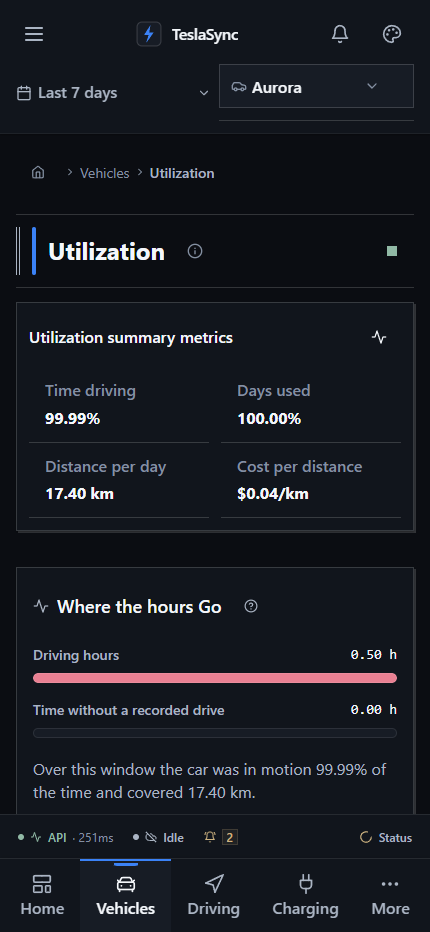 TeslaSync
Last 7 days
Aurora
Vehicles
Utilization
Utilization
Utilization summary metrics
Time driving
99.99%
Days used
100.00%
Distance per day
17.40 km
Cost per distance
$0.04/km
Where the hours Go
Driving hours
0.50 h
Time without a recorded drive
0.00 h
Over this window the car was in motion 99.99% of
the time and covered 17.40 km.
API · 251ms
Idle
2
Status
Home
Vehicles
Driving
Charging
More